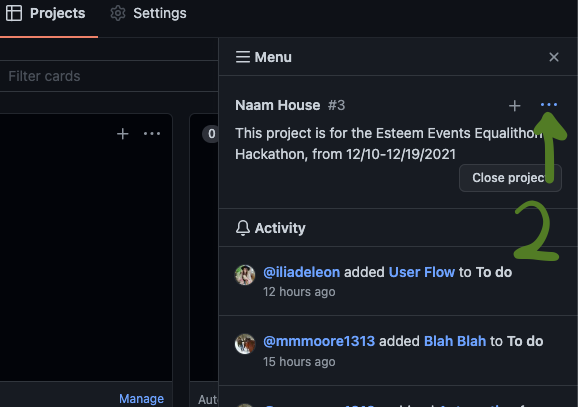 Projects Settings
Filter cards
Menu
Naam House #3
This project is for the Esteem Events Equalithon
Hackathon, from 12/10-12/19/2021
Close project
2
0
Activity
@iliadeleon added User Flow to To do
12 hours ago
@mmmoore1313 added Blah Blah to To do
15 hours ago
Manage
Aut